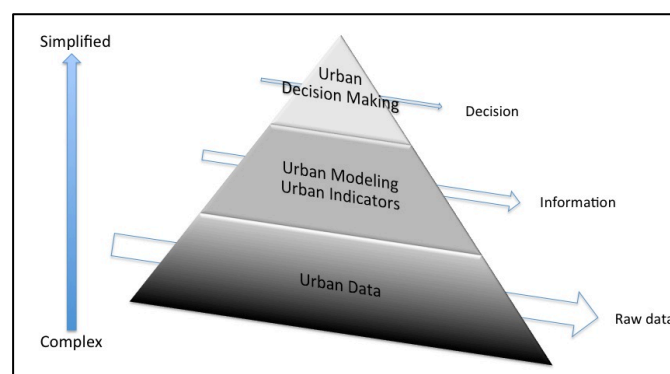 Simplified
Urban
Decision Making
Decision
Urban Modeling
Urban Indicators
Information
Urban Data
Raw data
Complex